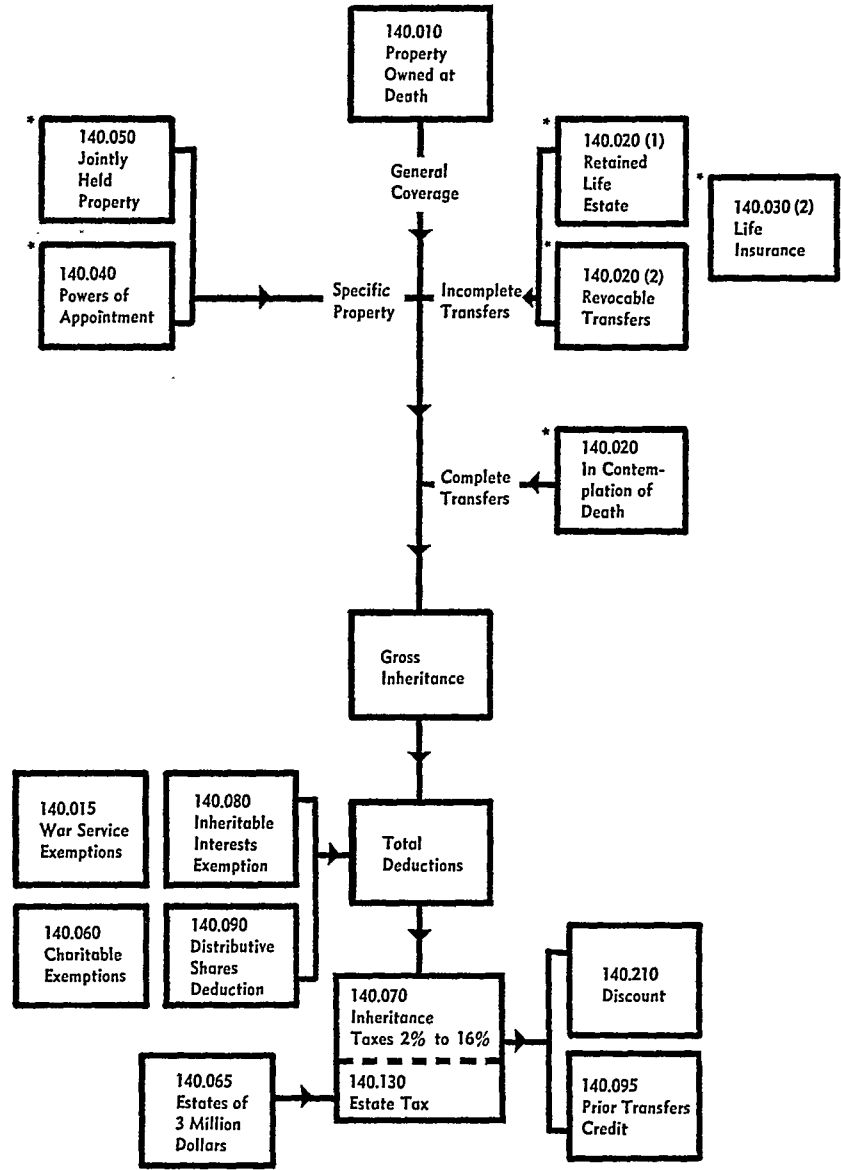 140.010
Property
Owned at
Death
*
140.050
Jointly
Held
Property
General
Coverage
*
140.020 (1)
Retained
Life
Estate
*
140.030 (2)
Life
Insurance
*
140.040
Powers of
Appointment
Specific
Property
Incomplete
Transfers
*
140.020 (2)
Revocable
Transfers
Complete
Transfers
*
140.020
In Contem-
plation of
Death
Gross
Inheritance
140.015
War Service
Exemptions
140.080
Inheritable
Interests
Exemption
Total
Deductions
140.060
Charitable
Exemptions
140.090
Distributive
Shares
Deduction
140.070
Inheritance
Taxes 2% to 16%
140.130
Estate Tax
140.210
Discount
140.065
Estates of
3 Million
Dollars
140.095
Prior Transfers
Credit